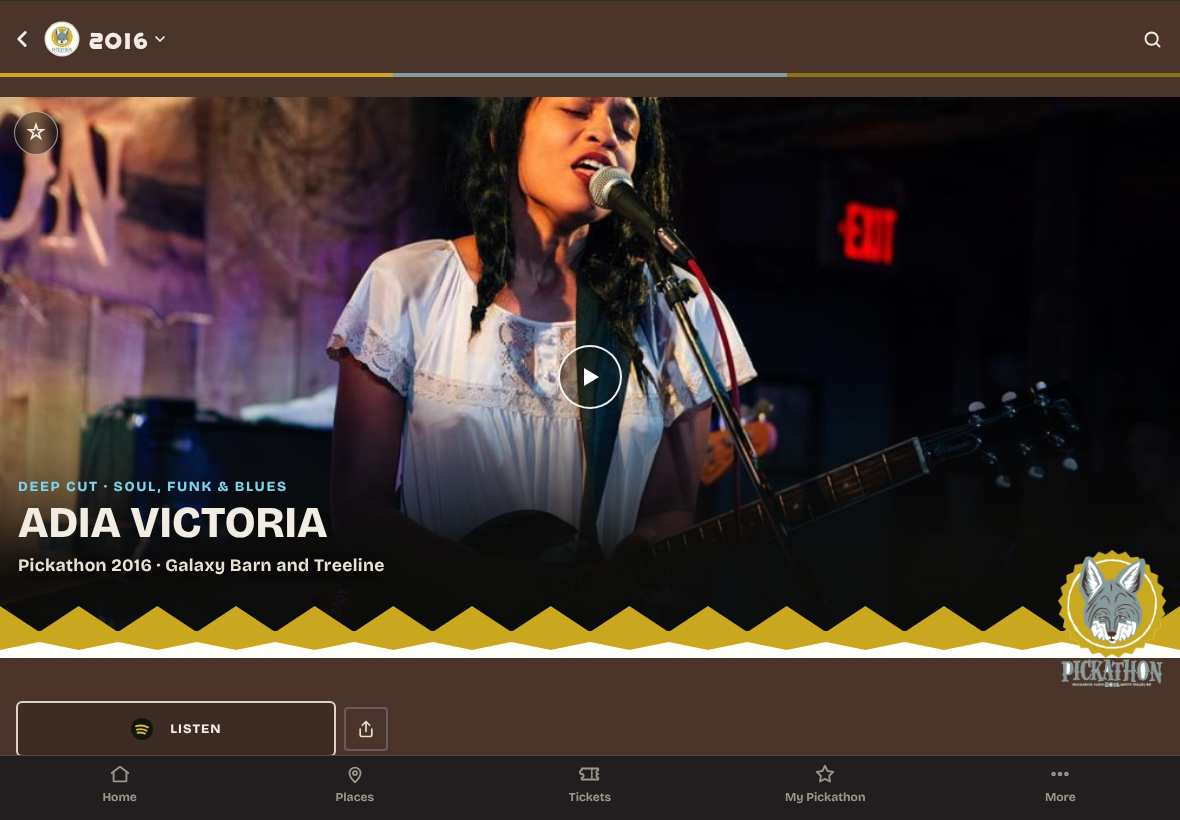 2016
EXIT
DEEP CUT · SOUL, FUNK & BLUES
ADIA VICTORIA
Pickathon 2016 · Galaxy Barn and Treeline
PICKATHON
LISTEN
Home
Places
Tickets
My Pickathon
More